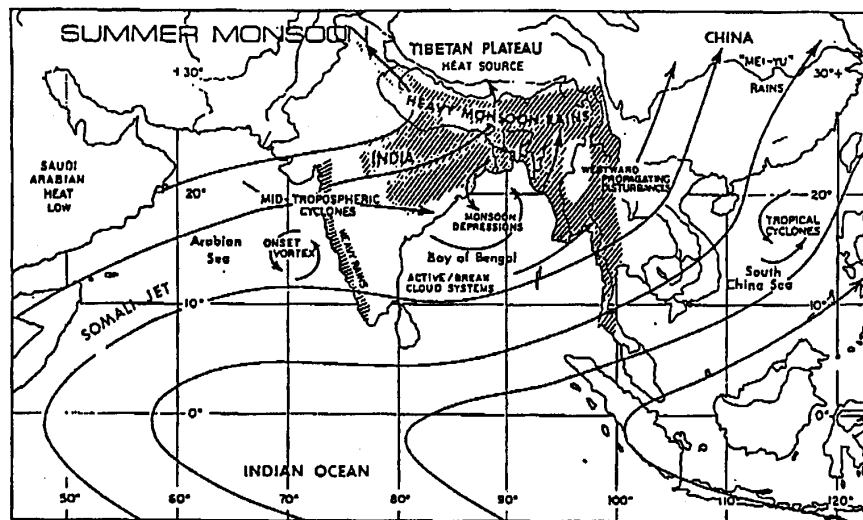 SUMMER MONSOON
TIBETAN PLATEAU
HEAT SOURCE
CHINA
"MEI-YU"
RAINS
+30°
30°+
HEAVY MONSOON RAINS
SAUDI
ARABIAN
HEAT
LOW
INDIA
20°
20°
MID-TROPOSPHERIC
CYCLONES
WESTWARD
PROPAGATING
DISTURBANCES
MONSOON
DEPRESSIONS
TROPICAL
CYCLONES
Arabian
Sea
ONSET
VORTEX
HEAVY RAINS
Bay of Bengal
ACTIVE/BREAK
CLOUD SYSTEMS
South
China Sea
SOMALI JET
10°
10°
0°
0°
INDIAN OCEAN
50°
60°
70°
80°
90°
100°
110°
120°